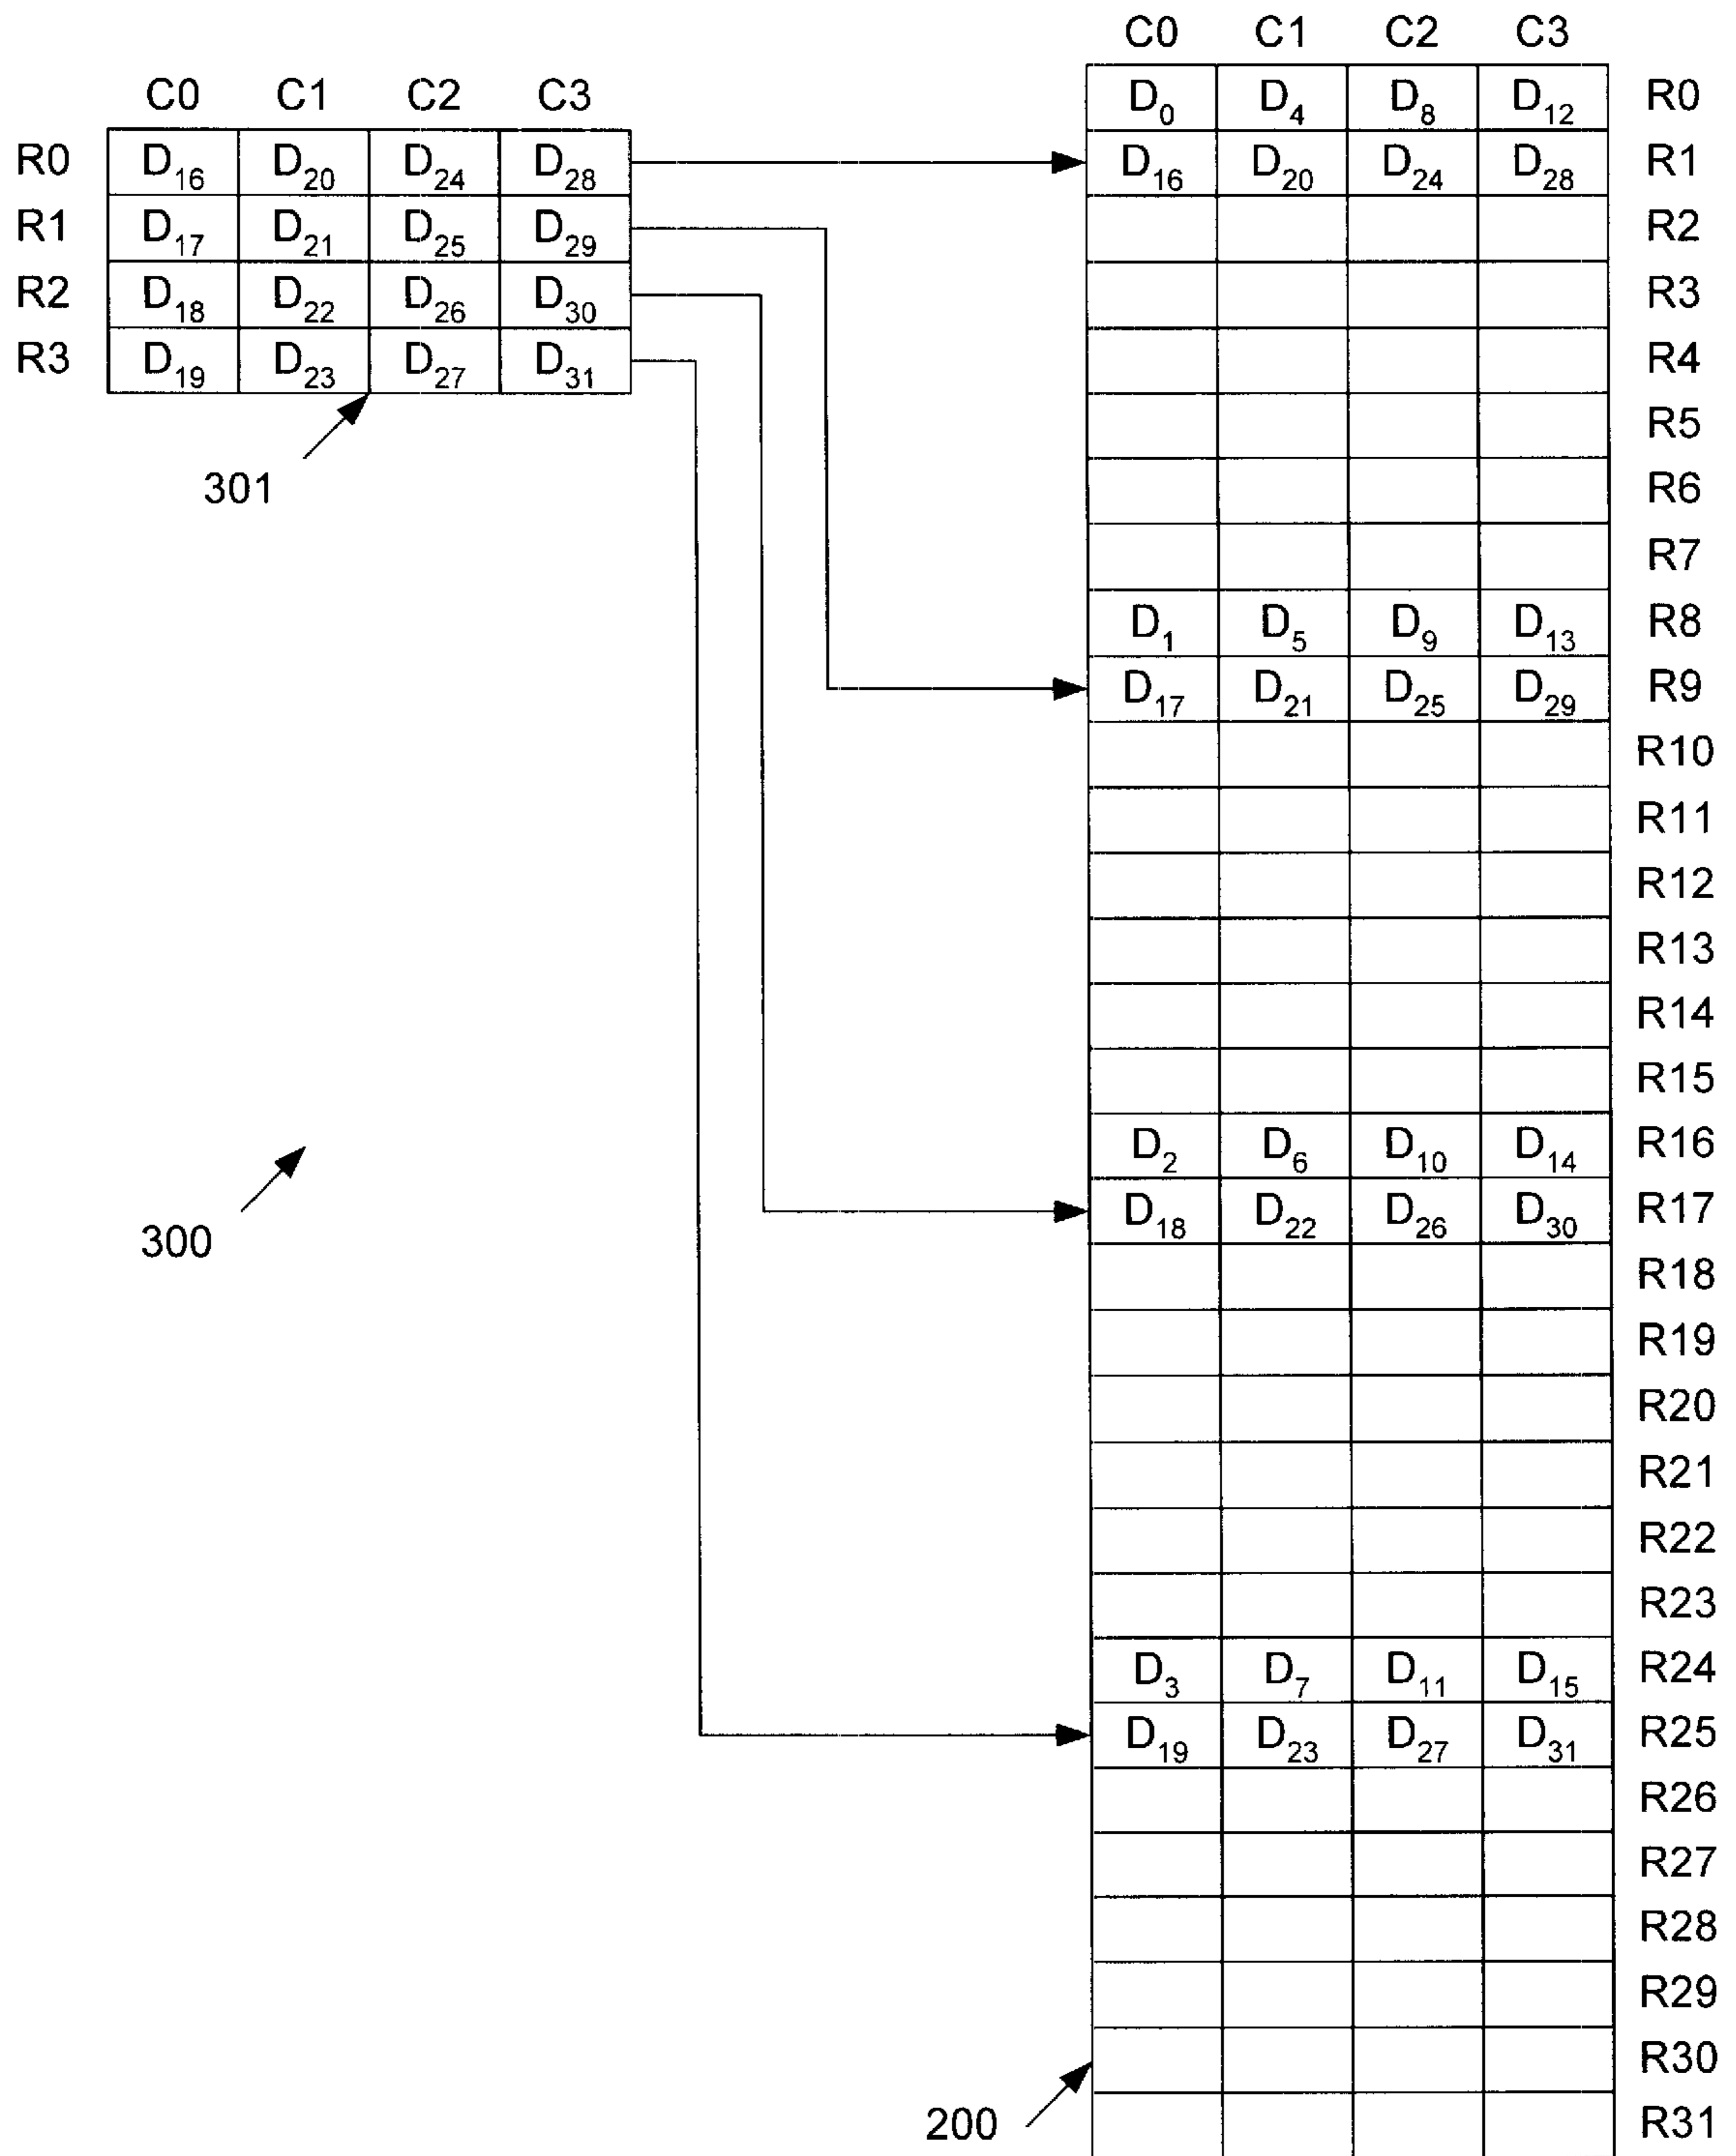 C0 C1 C2 C3
R0 D16 D20 D24 D28
R1 D17 D21 D25 D29
R2 D18 D22 D26 D30
R3 D19 D23 D27 D31
301
300
C0 C1 C2 C3
D0 D4 D8 D12 R0
D16 D20 D24 D28 R1
R2
R3
R4
R5
R6
R7
D1 D5 D9 D13 R8
D17 D21 D25 D29 R9
R10
R11
R12
R13
R14
R15
D2 D6 D10 D14 R16
D18 D22 D26 D30 R17
R18
R19
R20
R21
R22
R23
D3 D7 D11 D15 R24
D19 D23 D27 D31 R25
R26
R27
R28
R29
R30
R31
200